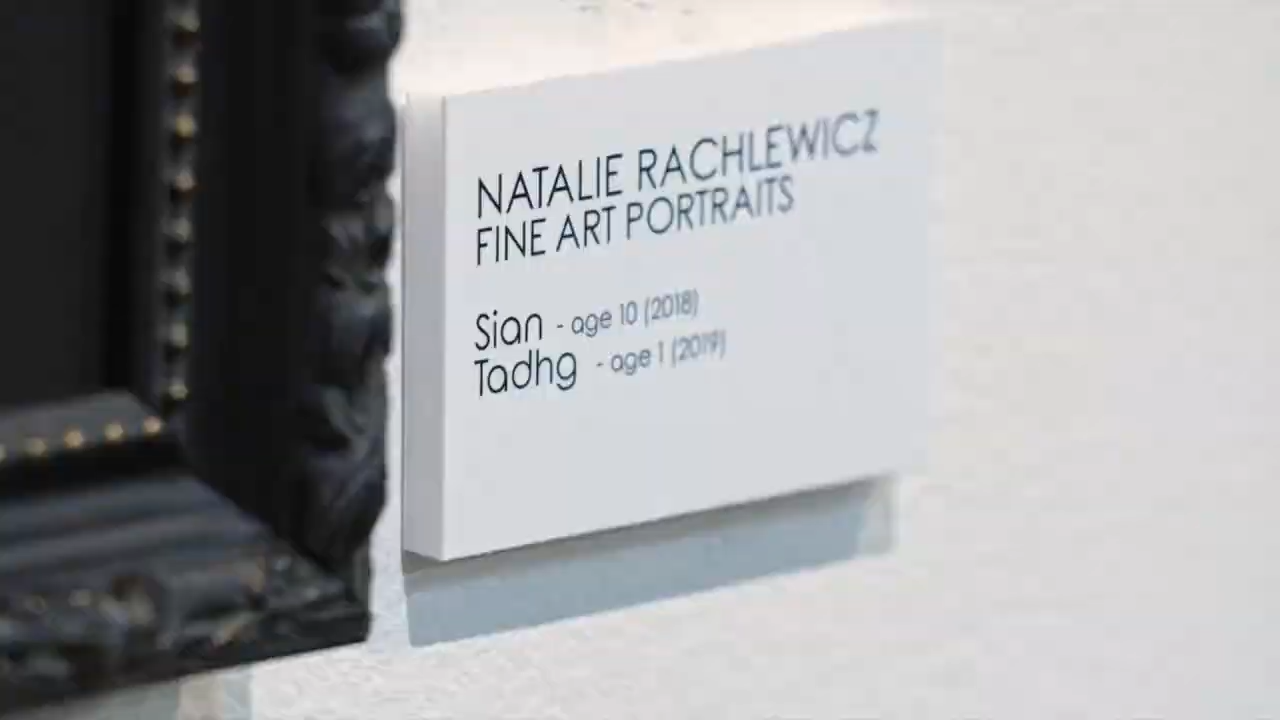 NATALIE RACHLEWICZ
FINE ART PORTRAITS
Sian - age 10 (2018)
Tadhg - age 1 (2019)